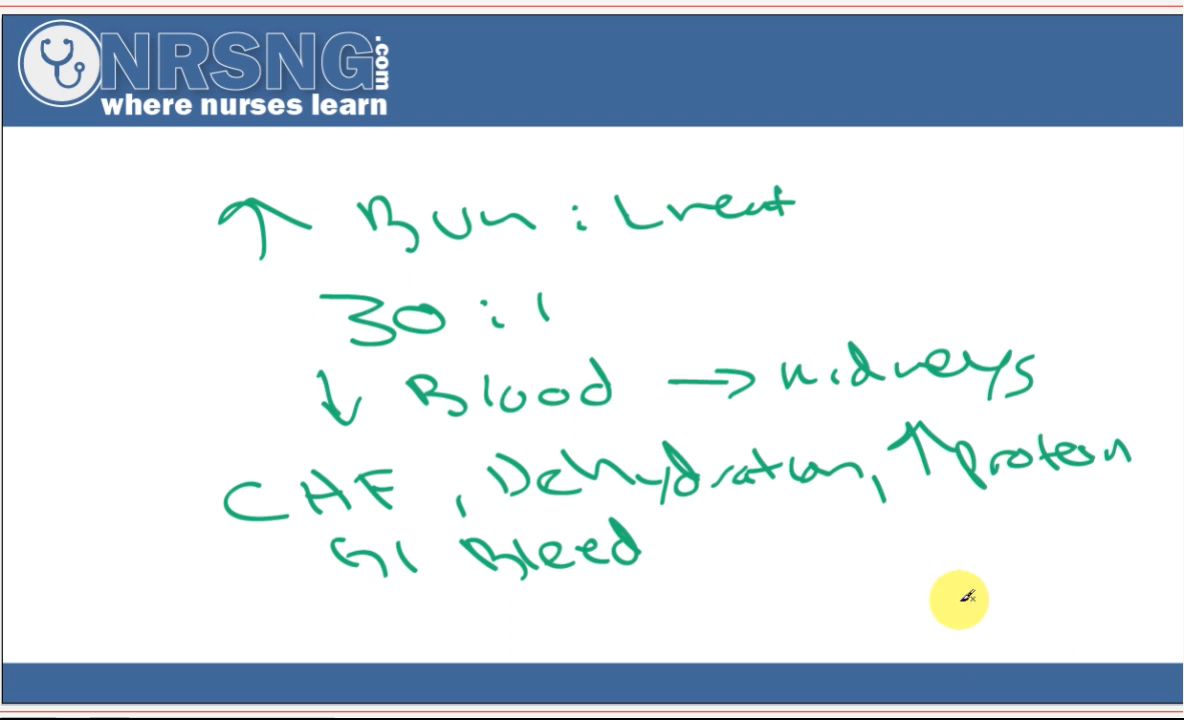 NRSNG.com
where nurses learn
↑ Bun : Creat
30 : 1
↓ Blood → kidneys
CHF, Dehydration, ↑ protein
GI Bleed